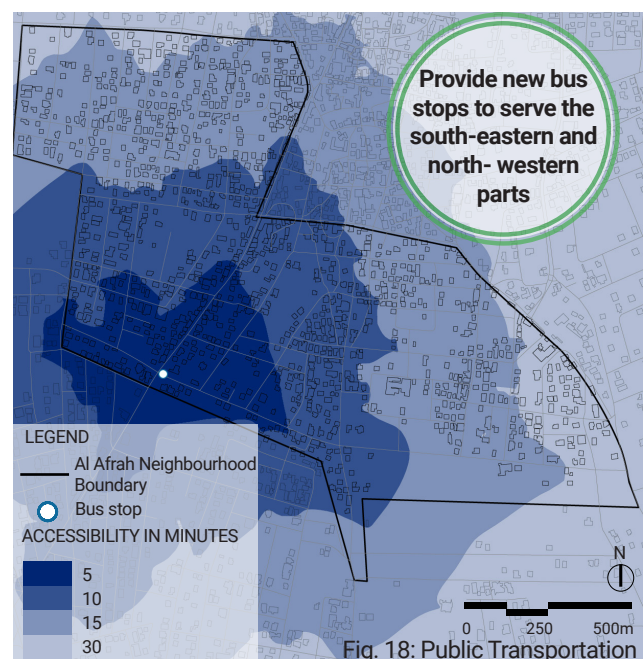 Provide new bus
stops to serve the
south-eastern and
north- western
parts
LEGEND
Al Afrah Neighbourhood
Boundary
Bus stop
ACCESSIBILITY IN MINUTES
5
10
15
30
N
0 250 500m
Fig. 18: Public Transportation